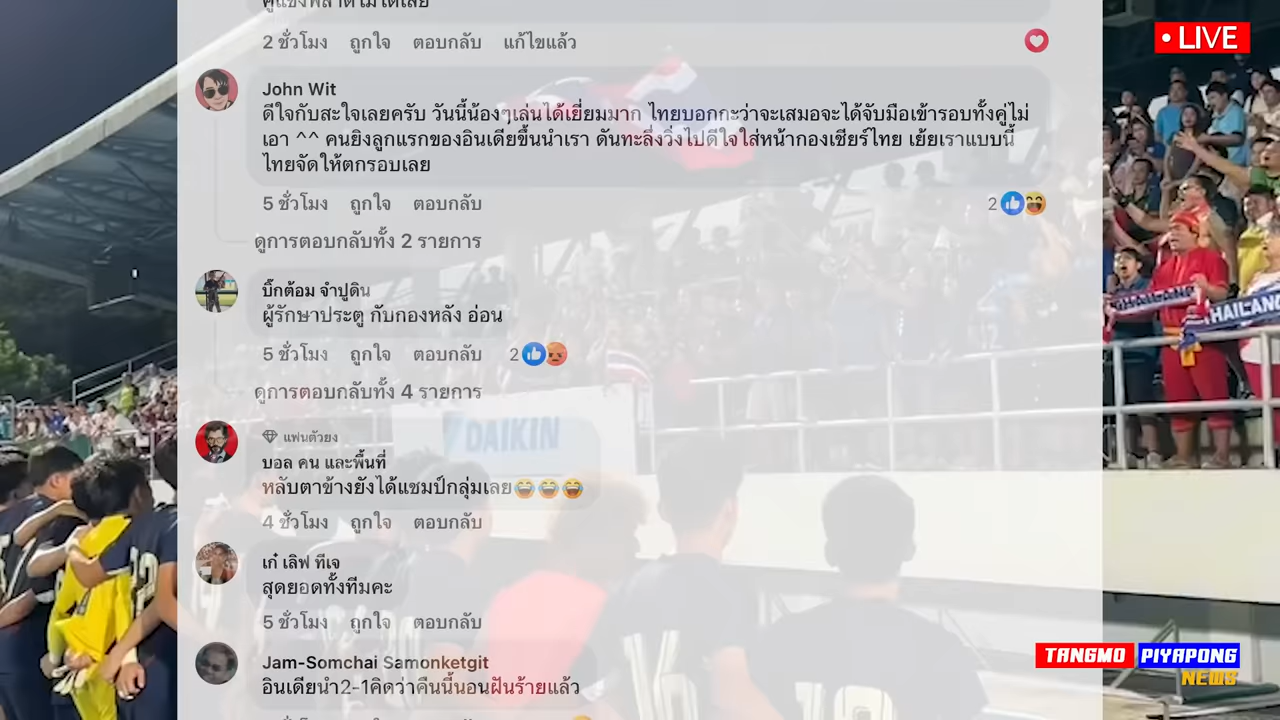 2 ชั่วโมง ถูกใจ ตอบกลับ แก้ไขแล้ว
• LIVE
John Wit
ดีใจกับสะใจเลยครับ วันนี้น้องๆเล่นได้เยี่ยมมาก ไทยบอกกะว่าจะเสมอจะได้จับมือเข้ารอบทั้งคู่ไม่
เอา ^^ คนยิงลูกแรกของอินเดียขึ้นนำเรา ดันทะลึ่งวิ่งไปดีใจใส่หน้ากองเชียร์ไทย เย้ยเราแบบนี้
ไทยจัดให้ตกรอบเลย
5 ชั่วโมง ถูกใจ ตอบกลับ 2
ดูการตอบกลับทั้ง 2 รายการ
บิ๊กต้อม จำปูดิน
ผู้รักษาประตู กับกองหลัง อ่อน
5 ชั่วโมง ถูกใจ ตอบกลับ 2
ดูการตอบกลับทั้ง 4 รายการ
แฟนตัวยง
บอล คน และพื้นที่
หลับตาข้างยังได้แชมป์กลุ่มเลย😂😂😂
4 ชั่วโมง ถูกใจ ตอบกลับ
เก๋ เลิฟ ทีเจ
สุดยอดทั้งทีมคะ
5 ชั่วโมง ถูกใจ ตอบกลับ
Jam-Somchai Samonketgit
อินเดียนำ2-1คิดว่าคืนนี้นอนฝันร้ายแล้ว
DAIKIN
THAILAND
16
TANGMO PIYAPONG
NEWS